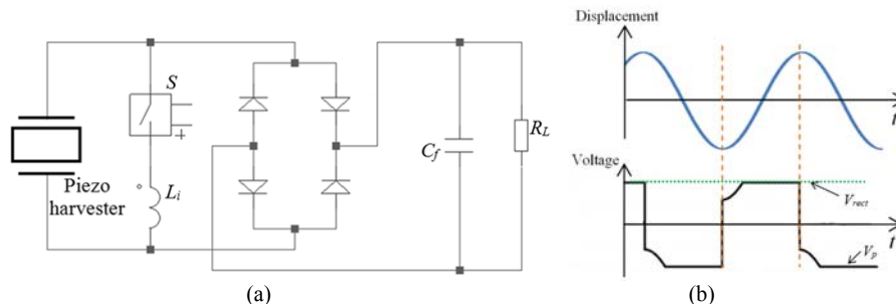 S
+
L_i
Piezo
harvester
C_f
R_L
(a)
Displacement
t
Voltage
V_rect
t
V_p
(b)